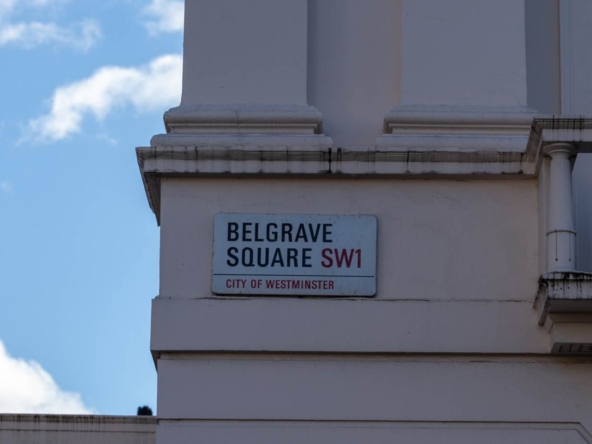 BELGRAVE
SQUARE SW1
CITY OF WESTMINSTER